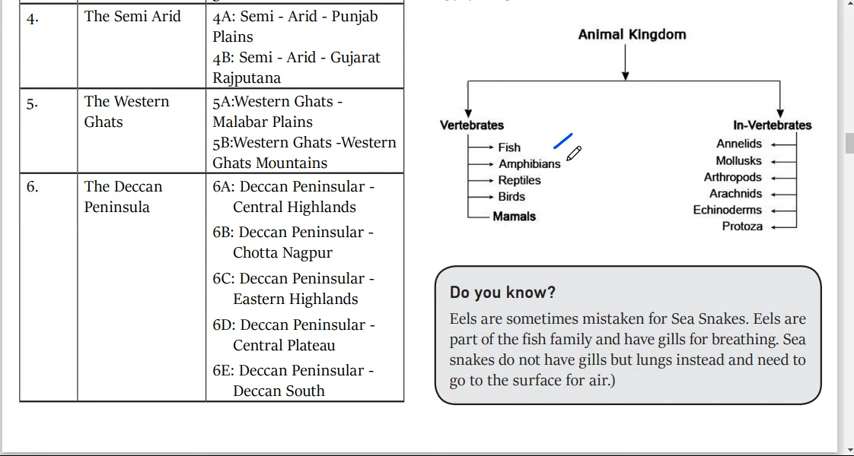 4.
The Semi Arid
4A: Semi - Arid - Punjab
Plains
4B: Semi - Arid - Gujarat
Rajputana
5.
The Western
Ghats
5A:Western Ghats -
Malabar Plains
5B:Western Ghats -Western
Ghats Mountains
6.
The Deccan
Peninsula
6A: Deccan Peninsular -
Central Highlands
6B: Deccan Peninsular -
Chotta Nagpur
6C: Deccan Peninsular -
Eastern Highlands
6D: Deccan Peninsular -
Central Plateau
6E: Deccan Peninsular -
Deccan South
Animal Kingdom
Vertebrates
Fish
Amphibians
Reptiles
Birds
Mamals
In-Vertebrates
Annelids
Mollusks
Arthropods
Arachnids
Echinoderms
Protoza
Do you know?
Eels are sometimes mistaken for Sea Snakes. Eels are
part of the fish family and have gills for breathing. Sea
snakes do not have gills but lungs instead and need to
go to the surface for air.)